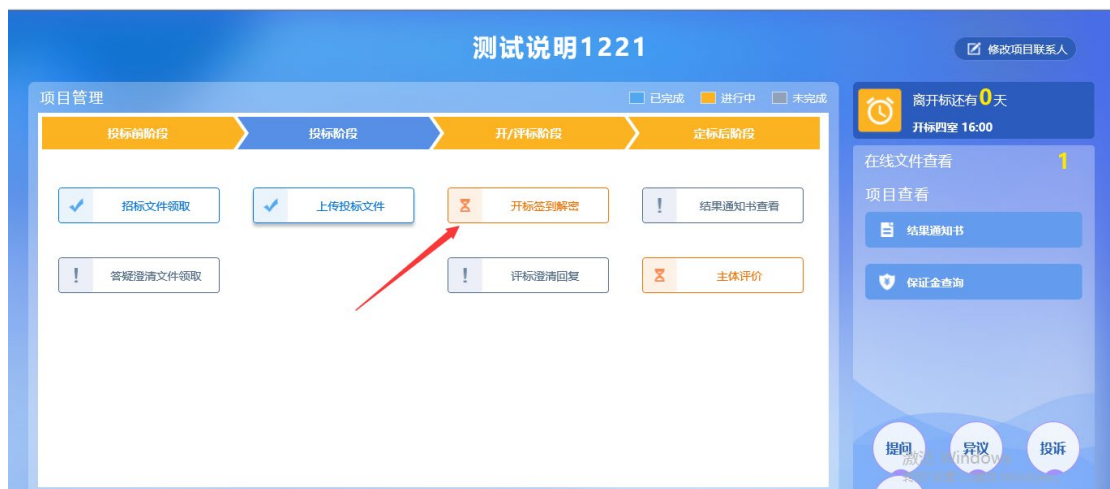 测试说明1221
修改项目联系人
项目管理
已完成 进行中 未完成
投标前阶段 投标阶段 开/评标阶段 定标后阶段
招标文件领取 上传投标文件 开标签到解密 结果通知书查看
答疑澄清文件领取 评标澄清回复 主体评价
离开标还有0天
开标四室 16:00
在线文件查看 1
项目查看
结果通知书
保证金查询
提问 异议 投诉
激活 Windows